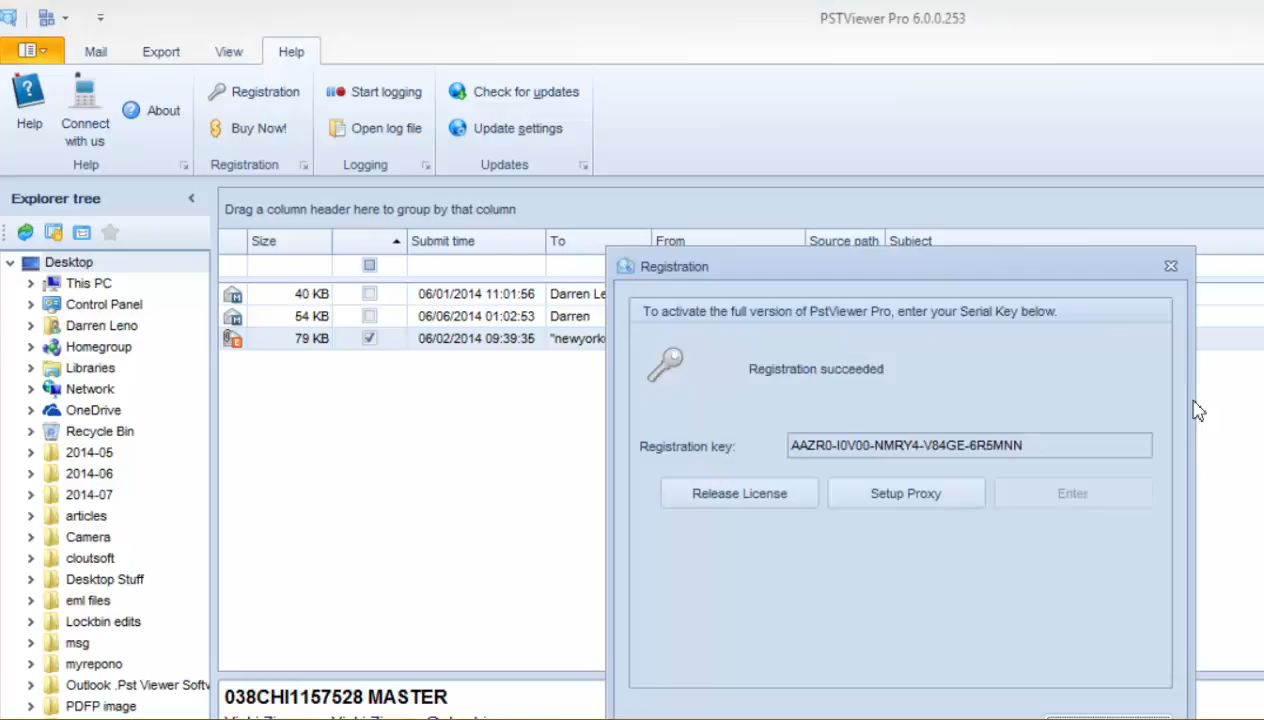 PSTViewer Pro 6.0.0.253
Mail Export View Help
Help
Connect with us
About
Registration
Buy Now!
Start logging
Open log file
Check for updates
Update settings
Help Registration Logging Updates
Explorer tree
Desktop
This PC
Control Panel
Darren Leno
Homegroup
Libraries
Network
OneDrive
Recycle Bin
2014-05
2014-06
2014-07
articles
Camera
cloutsoft
Desktop Stuff
eml files
Lockbin edits
msg
myrepono
Outlook .Pst Viewer Softv
PDFP image
Drag a column header here to group by that column
Size Submit time To From Source path Subject
40 KB 06/01/2014 11:01:56 Darren Le
54 KB 06/06/2014 01:02:53 Darren
79 KB 06/02/2014 09:39:35 "newyork
Registration
To activate the full version of PstViewer Pro, enter your Serial Key below.
Registration succeeded
Registration key: AAZR0-I0V00-NMRY4-V84GE-6R5MNN
Release License Setup Proxy Enter
038CHI1157528 MASTER